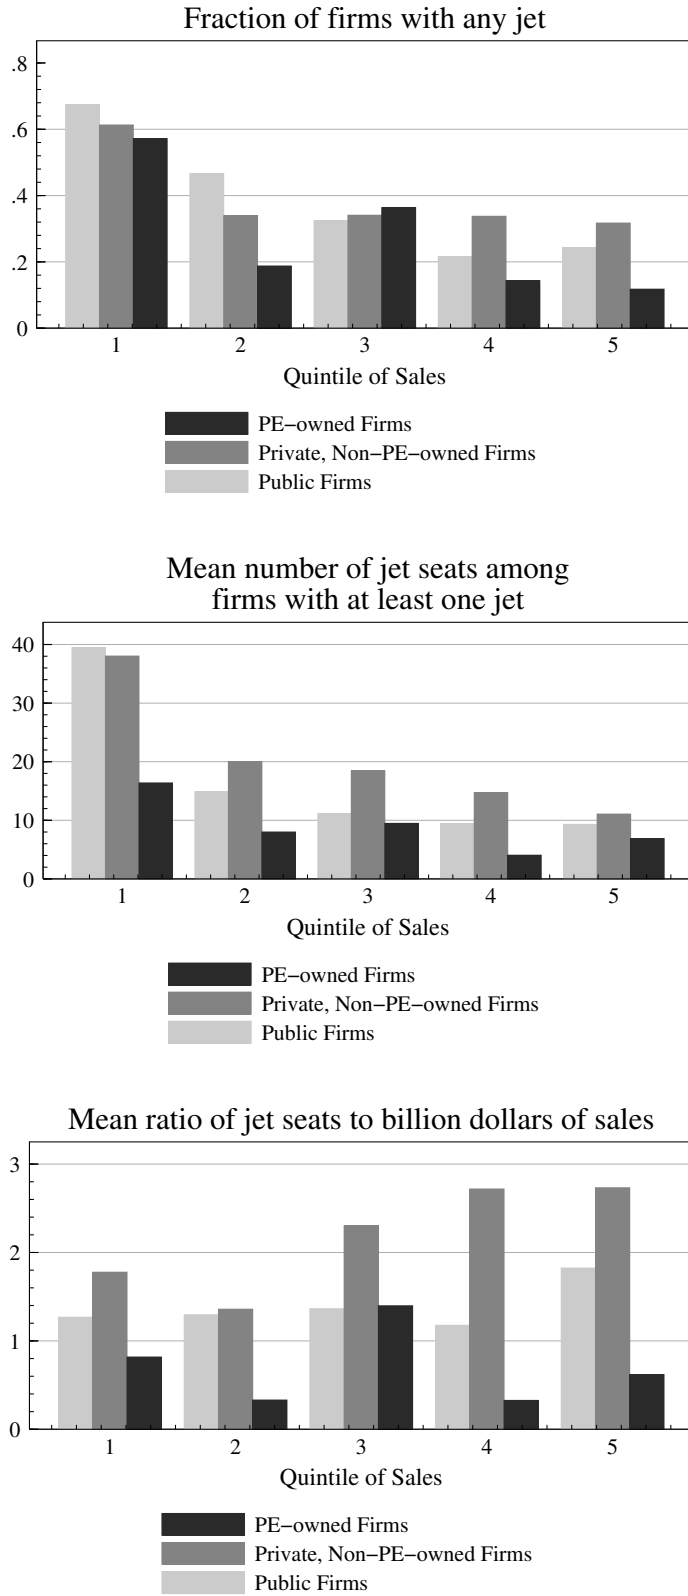 Fraction of firms with any jet
.8
.6
.4
.2
0
1 2 3 4 5
Quintile of Sales
PE−owned Firms
Private, Non−PE−owned Firms
Public Firms
Mean number of jet seats among
firms with at least one jet
40
30
20
10
0
1 2 3 4 5
Quintile of Sales
PE−owned Firms
Private, Non−PE−owned Firms
Public Firms
Mean ratio of jet seats to billion dollars of sales
3
2
1
0
1 2 3 4 5
Quintile of Sales
PE−owned Firms
Private, Non−PE−owned Firms
Public Firms